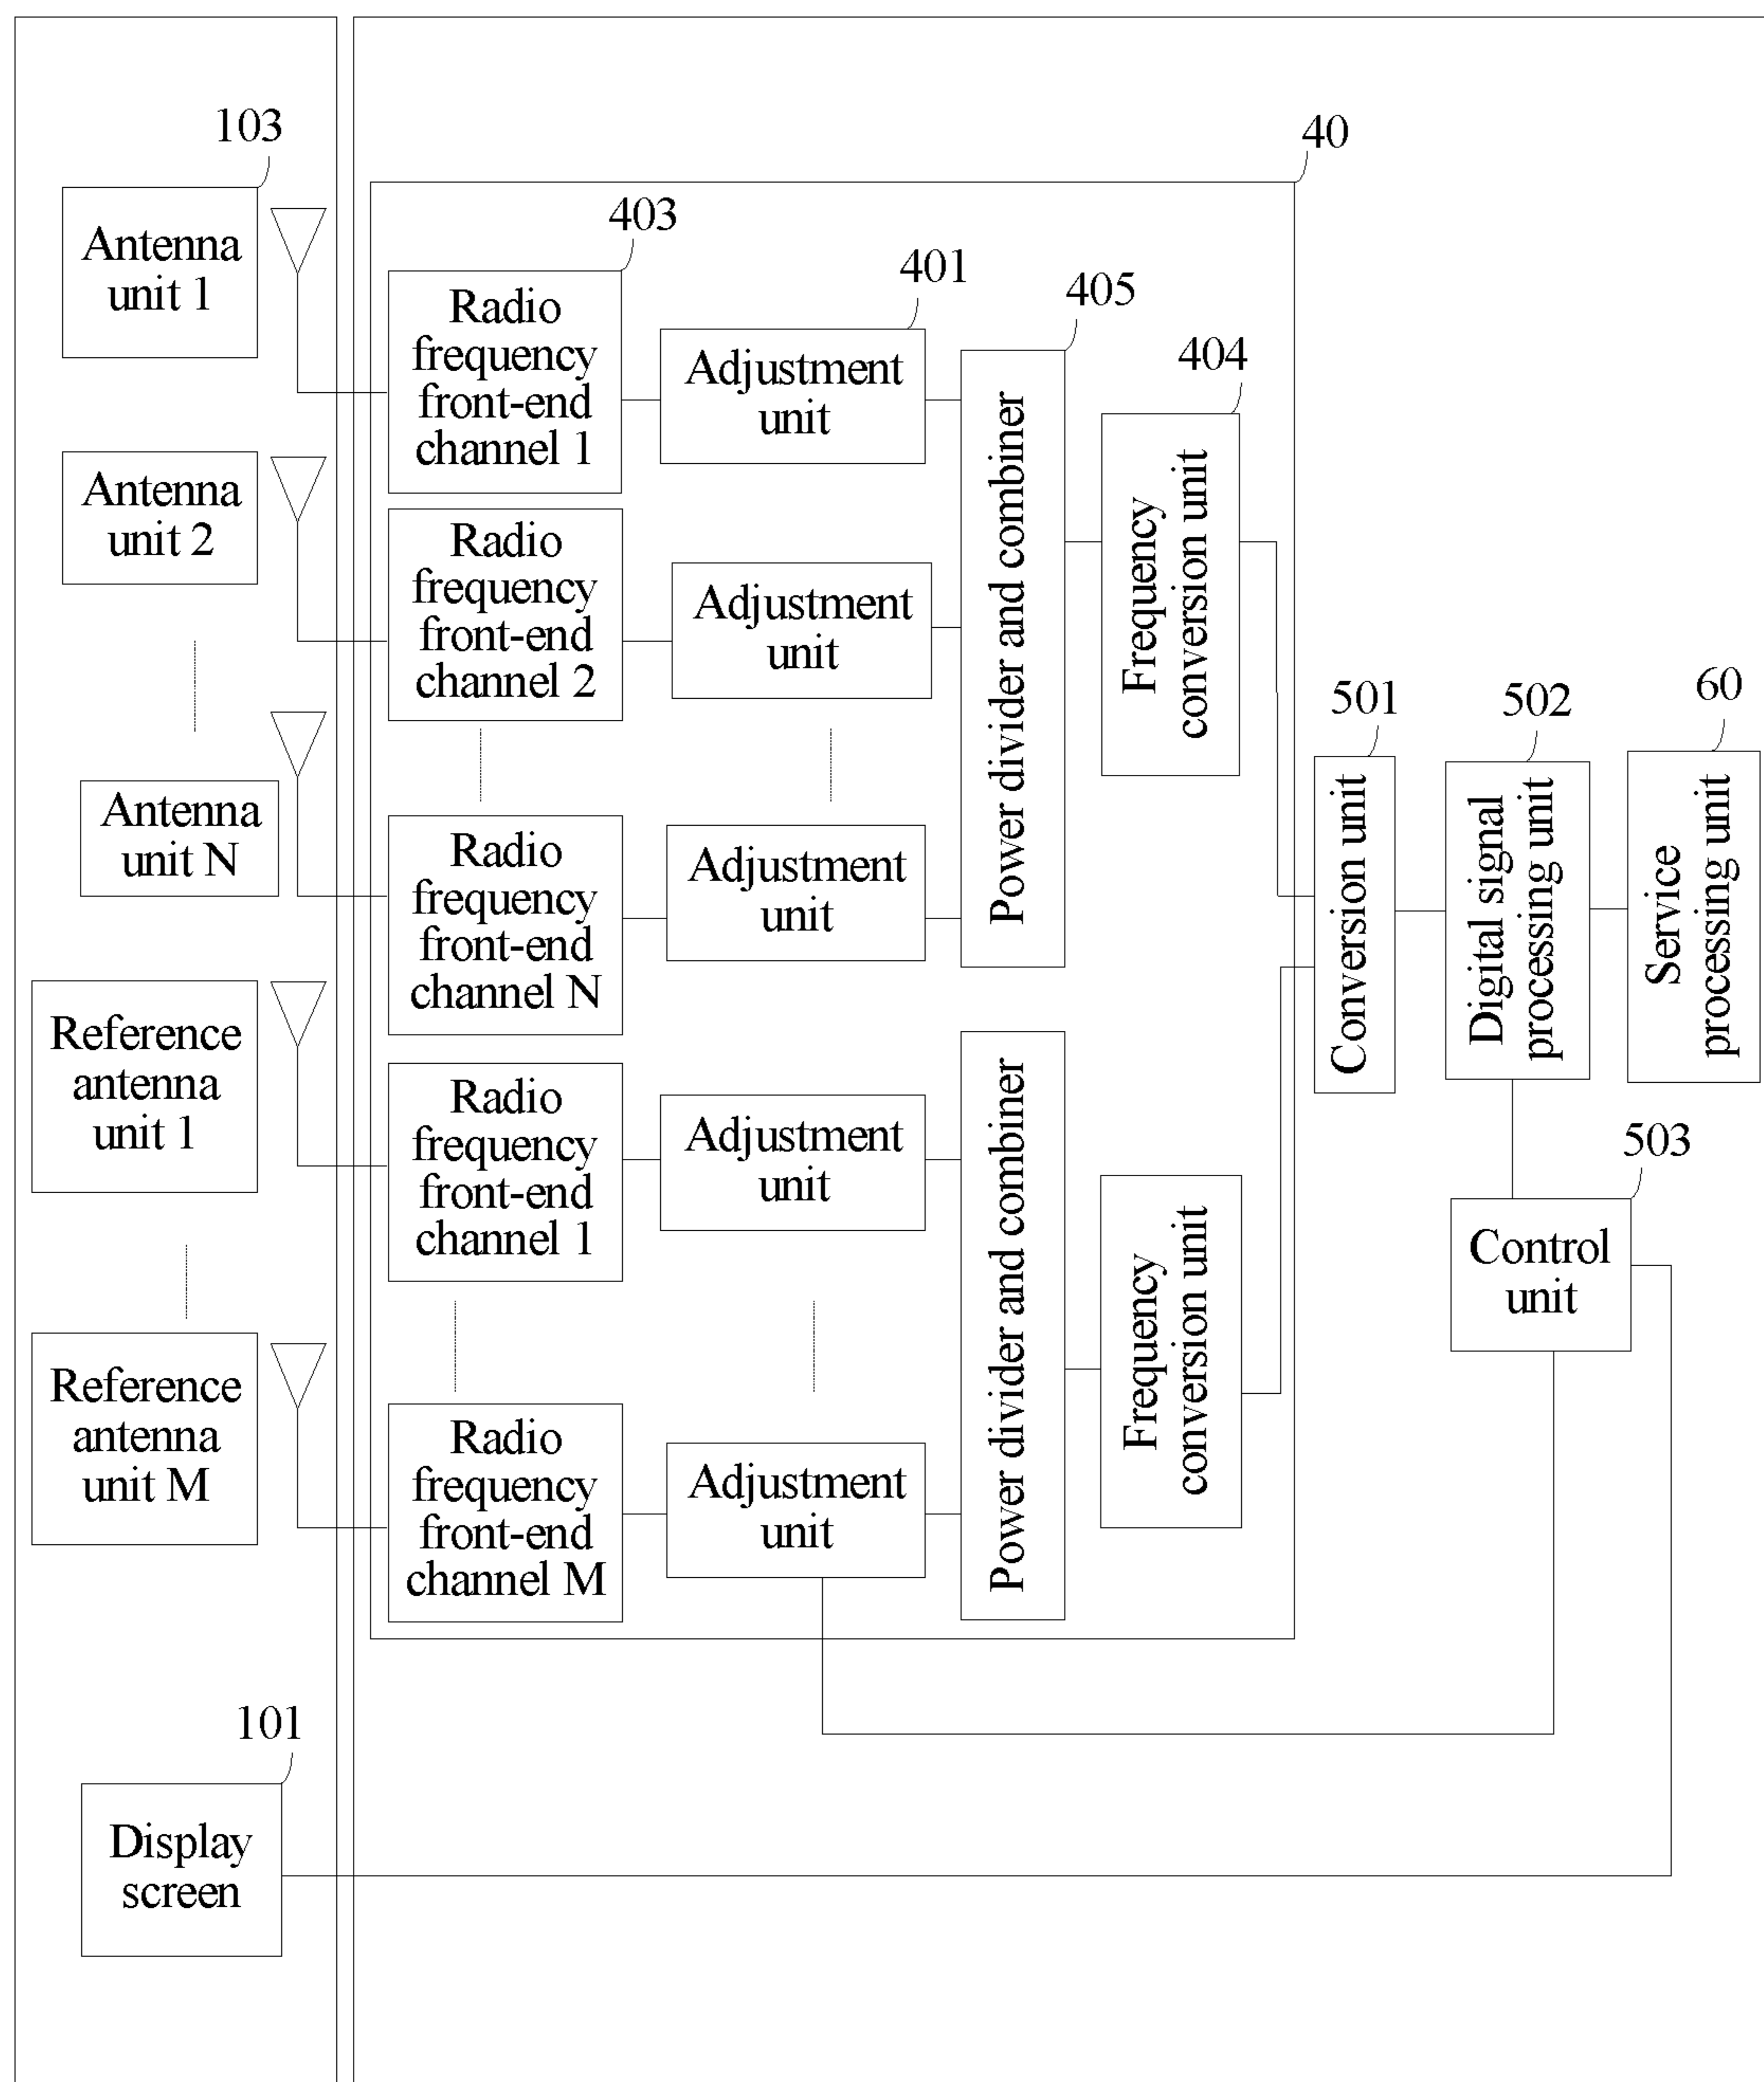 103
Antenna
unit 1
Antenna
unit 2
Antenna
unit N
Reference
antenna
unit 1
Reference
antenna
unit M
101
Display
screen
40
403
Radio
frequency
front-end
channel 1
Radio
frequency
front-end
channel 2
Radio
frequency
front-end
channel N
Radio
frequency
front-end
channel 1
Radio
frequency
front-end
channel M
401
Adjustment
unit
Adjustment
unit
Adjustment
unit
Adjustment
unit
Adjustment
unit
405
Power divider and combiner
Power divider and combiner
404
Frequency
conversion unit
Frequency
conversion unit
501
Conversion unit
502
Digital signal
processing unit
60
Service
processing unit
503
Control
unit